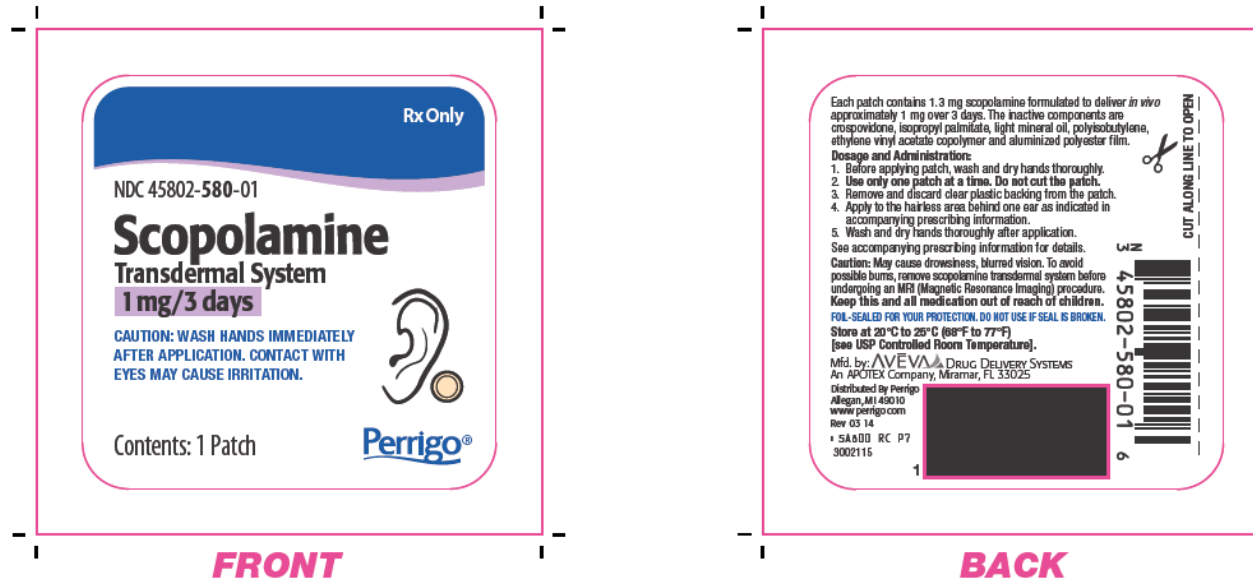 Rx Only
NDC 45802-580-01
Scopolamine
Transdermal System
1 mg/3 days
CAUTION: WASH HANDS IMMEDIATELY
AFTER APPLICATION. CONTACT WITH
EYES MAY CAUSE IRRITATION.
Contents: 1 Patch
Perrigo®
FRONT
Each patch contains 1.3 mg scopolamine formulated to deliver in vivo
approximately 1 mg over 3 days. The inactive components are
crospovidone, isopropyl palmitate, light mineral oil, polyisobutylene,
ethylene vinyl acetate copolymer and aluminized polyester film.
Dosage and Administration:
1. Before applying patch, wash and dry hands thoroughly.
2. Use only one patch at a time. Do not cut the patch.
3. Remove and discard clear plastic backing from the patch.
4. Apply to the hairless area behind one ear as indicated in
accompanying prescribing information.
5. Wash and dry hands thoroughly after application.
See accompanying prescribing information for details.
Caution: May cause drowsiness, blurred vision. To avoid
possible burns, remove scopolamine transdermal system before
undergoing an MRI (Magnetic Resonance Imaging) procedure.
Keep this and all medication out of reach of children.
FOIL-SEALED FOR YOUR PROTECTION. DO NOT USE IF SEAL IS BROKEN.
Store at 20°C to 25°C (68°F to 77°F)
[see USP Controlled Room Temperature].
Mfd. by: AVEVA DRUG DELIVERY SYSTEMS
An APOTEX Company, Miramar, FL 33025
Distributed By Perrigo
Allegan, MI 49010
www perrigo com
Rev 03 14
5A800 RC P7
3002115
1
CUT ALONG LINE TO OPEN
N
3 45802-580-01 6
BACK